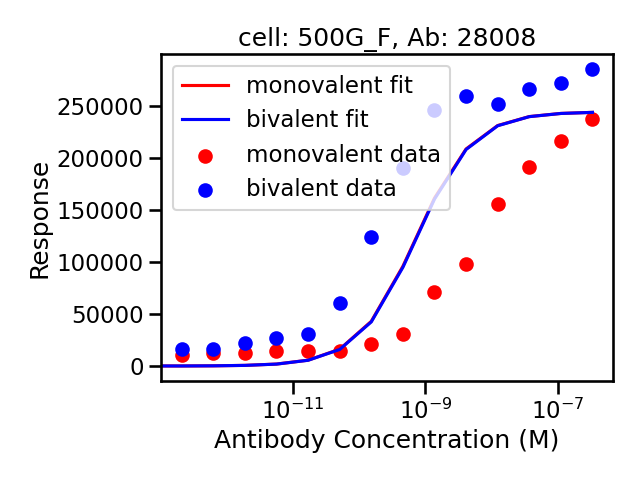 cell: 500G_F, Ab: 28008
monovalent fit
bivalent fit
monovalent data
bivalent data
Response
250000
200000
150000
100000
50000
0
10⁻¹¹ 10⁻⁹ 10⁻⁷
Antibody Concentration (M)